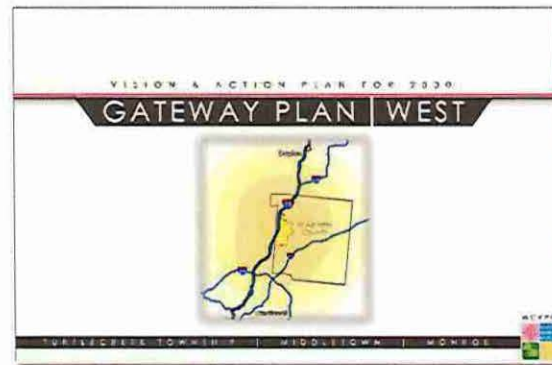 VISION & ACTION PLAN FOR 2030
GATEWAY PLAN | WEST
Dayton
TURTLECREEK TOWNSHIP | MIDDLETOWN | MONROE